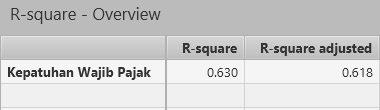 R-square - Overview
R-square R-square adjusted
Kepatuhan Wajib Pajak 0.630 0.618